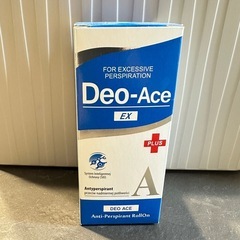 FOR EXCESSIVE
PERSPIRATION
Deo-Ace
EX
PLUS
Antyperspirant
A
DEO ACE
Anti-Perspirant RollOn